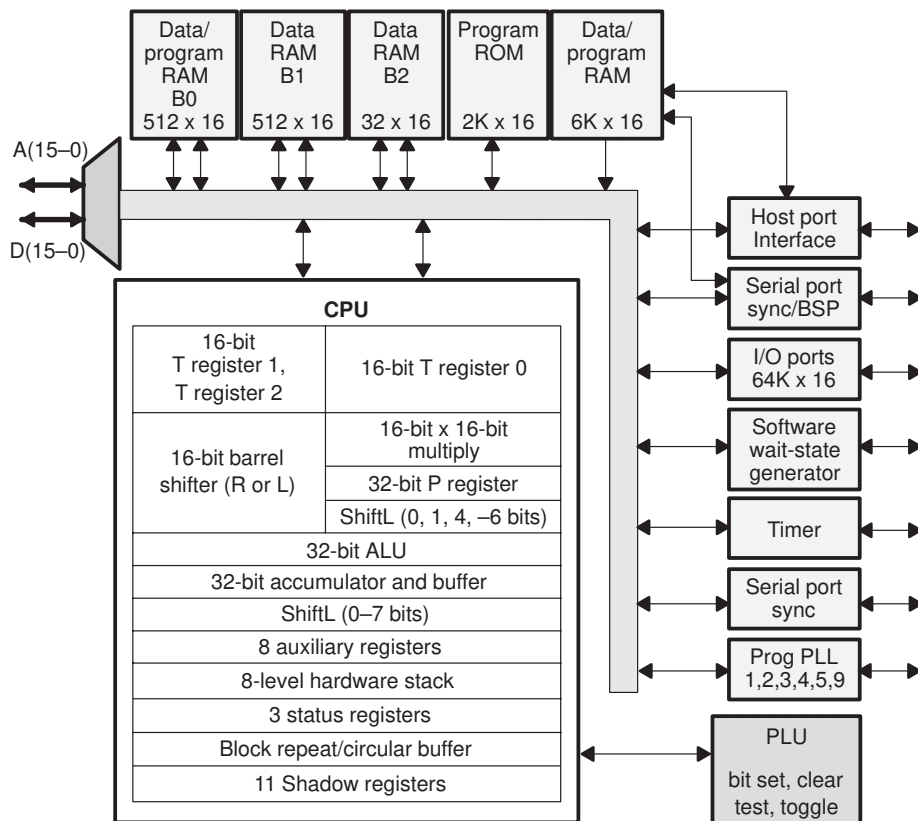 Data/
program
RAM
B0
512 x 16
Data
RAM
B1
512 x 16
Data
RAM
B2
32 x 16
Program
ROM
2K x 16
Data/
program
RAM
6K x 16
A(15–0)
D(15–0)
Host port
Interface
Serial port
sync/BSP
I/O ports
64K x 16
Software
wait-state
generator
Timer
Serial port
sync
Prog PLL
1,2,3,4,5,9
CPU
16-bit
T register 1,
T register 2
16-bit T register 0
16-bit barrel
shifter (R or L)
16-bit x 16-bit
multiply
32-bit P register
ShiftL (0, 1, 4, –6 bits)
32-bit ALU
32-bit accumulator and buffer
ShiftL (0–7 bits)
8 auxiliary registers
8-level hardware stack
3 status registers
Block repeat/circular buffer
11 Shadow registers
PLU
bit set, clear
test, toggle